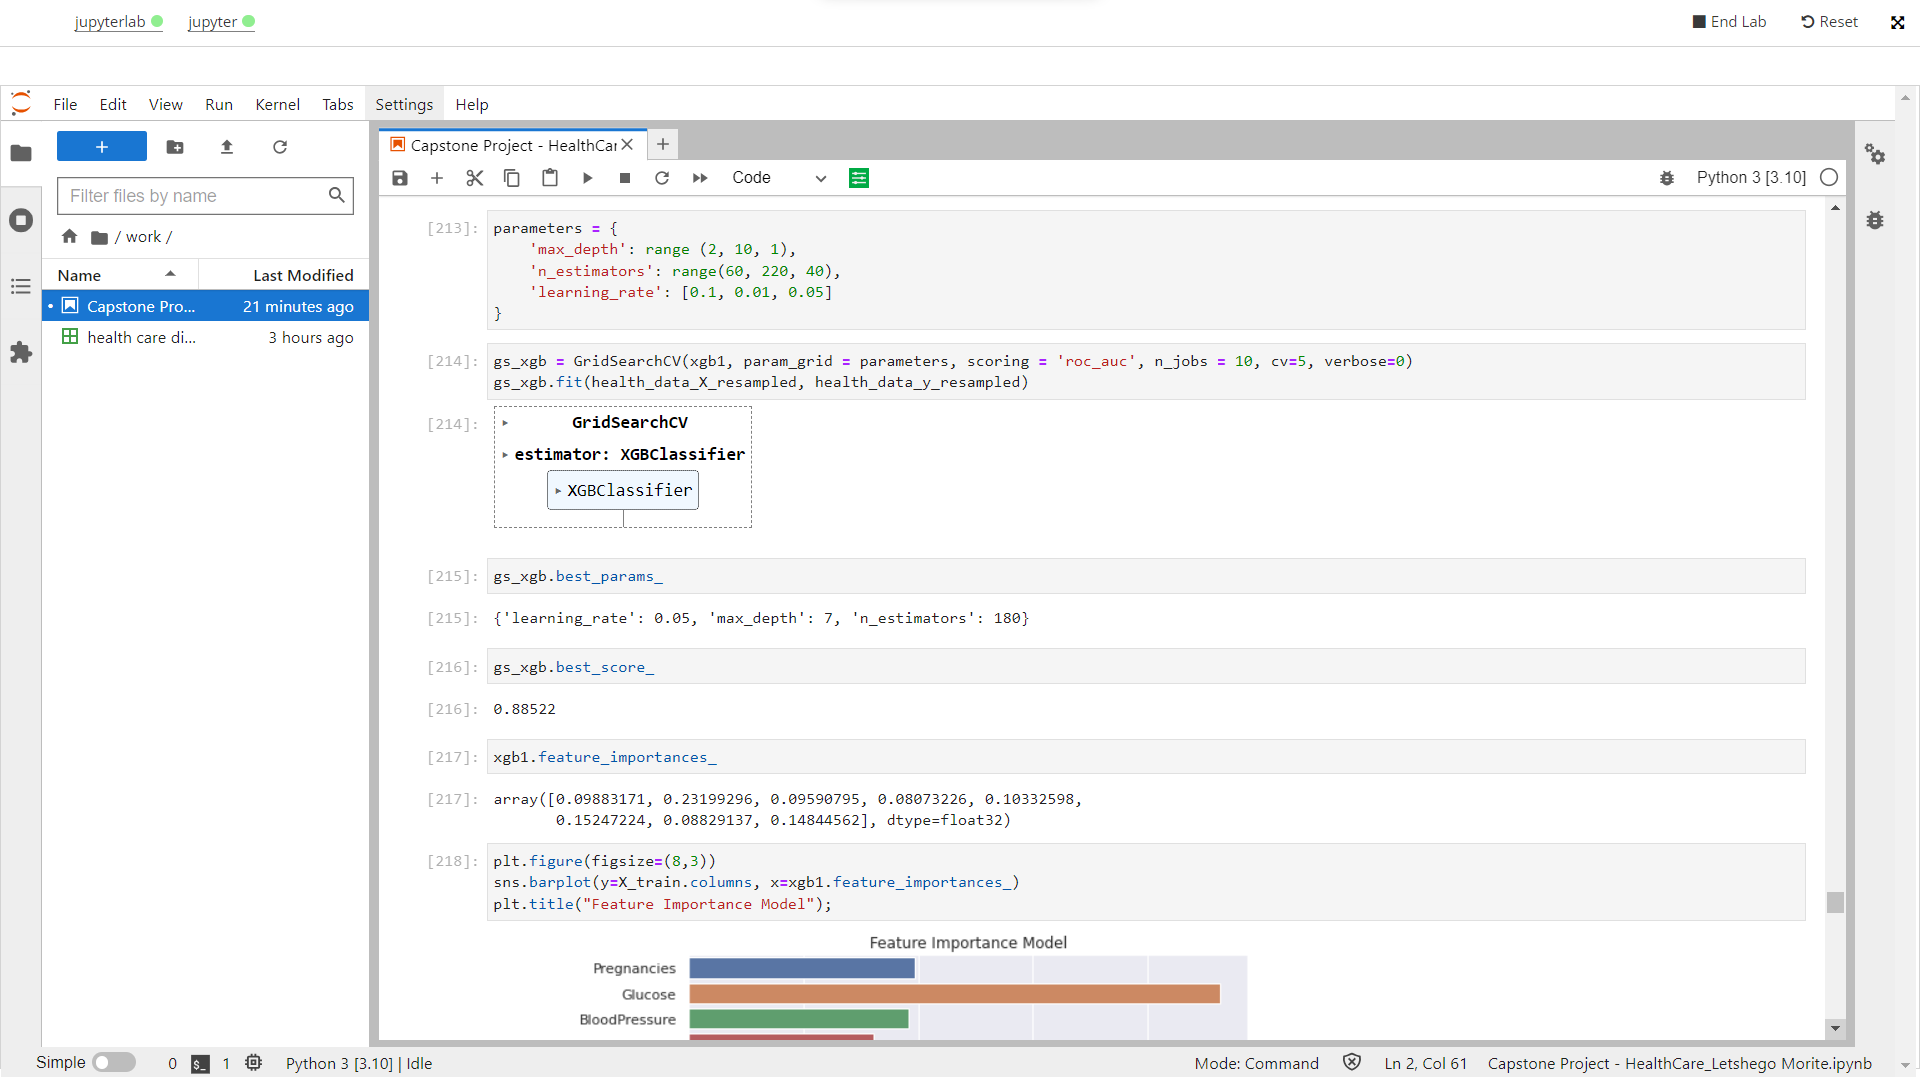 jupyterlab jupyter End Lab Reset
File Edit View Run Kernel Tabs Settings Help
Capstone Project - HealthCar
Code Python 3 [3.10]
Filter files by name
/ work /
Name Last Modified
Capstone Pro... 21 minutes ago
health care di... 3 hours ago
[213]: parameters = {
'max_depth': range (2, 10, 1),
'n_estimators': range(60, 220, 40),
'learning_rate': [0.1, 0.01, 0.05]
}
[214]: gs_xgb = GridSearchCV(xgb1, param_grid = parameters, scoring = 'roc_auc', n_jobs = 10, cv=5, verbose=0)
gs_xgb.fit(health_data_X_resampled, health_data_y_resampled)
[214]: GridSearchCV
estimator: XGBClassifier
XGBClassifier
[215]: gs_xgb.best_params_
[215]: {'learning_rate': 0.05, 'max_depth': 7, 'n_estimators': 180}
[216]: gs_xgb.best_score_
[216]: 0.88522
[217]: xgb1.feature_importances_
[217]: array([0.09883171, 0.23199296, 0.09590795, 0.08073226, 0.10332598,
0.15247224, 0.08829137, 0.14844562], dtype=float32)
[218]: plt.figure(figsize=(8,3))
sns.barplot(y=X_train.columns, x=xgb1.feature_importances_)
plt.title("Feature Importance Model");
Feature Importance Model
Pregnancies
Glucose
BloodPressure
Simple 0 $_ 1 Python 3 [3.10] | Idle Mode: Command Ln 2, Col 61 Capstone Project - HealthCare_Letshego Morite.ipynb